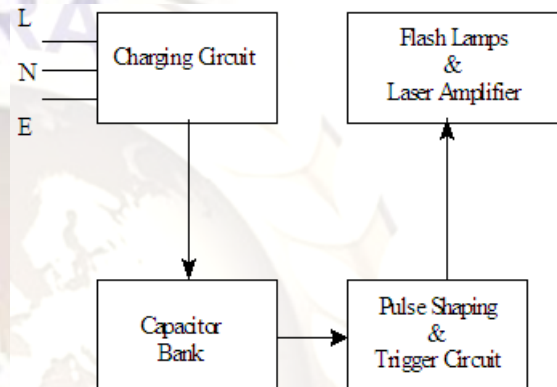 L
N
E
Charging Circuit
Flash Lamps
&
Laser Amplifier
Capacitor
Bank
Pulse Shaping
&
Trigger Circuit